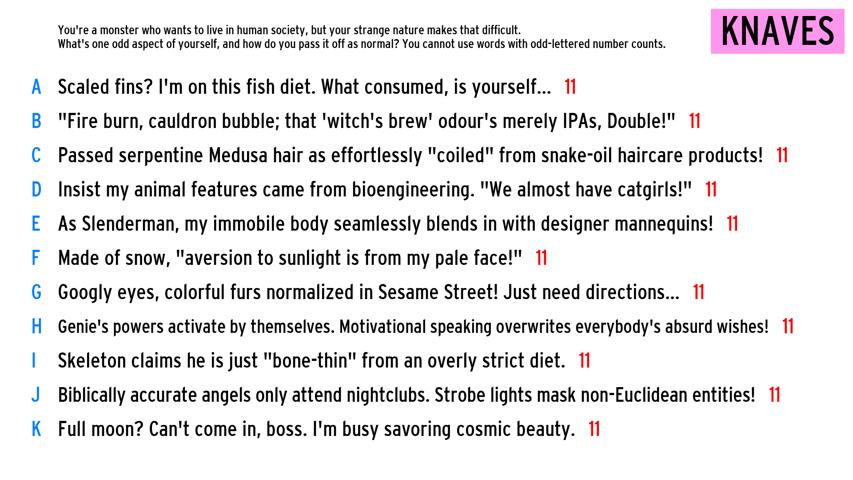 You're a monster who wants to live in human society, but your strange nature makes that difficult.
What's one odd aspect of yourself, and how do you pass it off as normal? You cannot use words with odd-lettered number counts.
KNAVES
A Scaled fins? I'm on this fish diet. What consumed, is yourself... 11
B "Fire burn, cauldron bubble; that 'witch's brew' odour's merely IPAs, Double!" 11
C Passed serpentine Medusa hair as effortlessly "coiled" from snake-oil haircare products! 11
D Insist my animal features came from bioengineering. "We almost have catgirls!" 11
E As Slenderman, my immobile body seamlessly blends in with designer mannequins! 11
F Made of snow, "aversion to sunlight is from my pale face!" 11
G Googly eyes, colorful furs normalized in Sesame Street! Just need directions... 11
H Genie's powers activate by themselves. Motivational speaking overwrites everybody's absurd wishes! 11
I Skeleton claims he is just "bone-thin" from an overly strict diet. 11
J Biblically accurate angels only attend nightclubs. Strobe lights mask non-Euclidean entities! 11
K Full moon? Can't come in, boss. I'm busy savoring cosmic beauty. 11